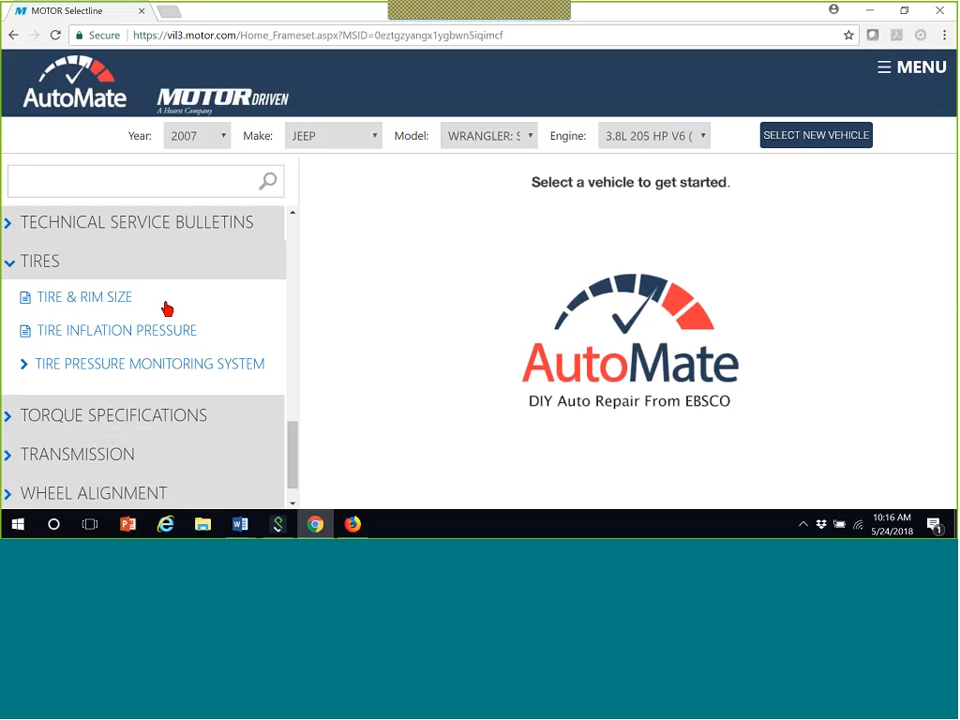 MOTOR Selectline
Secure https://vil3.motor.com/Home_Frameset.aspx?MSID=0eztgzyangx1ygbwn5iqimcf
AutoMate MOTOR DRIVEN
A Hearst Company
☰ MENU
Year: 2007 Make: JEEP Model: WRANGLER: S Engine: 3.8L 205 HP V6 ( SELECT NEW VEHICLE
Select a vehicle to get started.
TECHNICAL SERVICE BULLETINS
TIRES
TIRE & RIM SIZE
TIRE INFLATION PRESSURE
TIRE PRESSURE MONITORING SYSTEM
TORQUE SPECIFICATIONS
TRANSMISSION
WHEEL ALIGNMENT
AutoMate
DIY Auto Repair From EBSCO
10:16 AM
5/24/2018
1